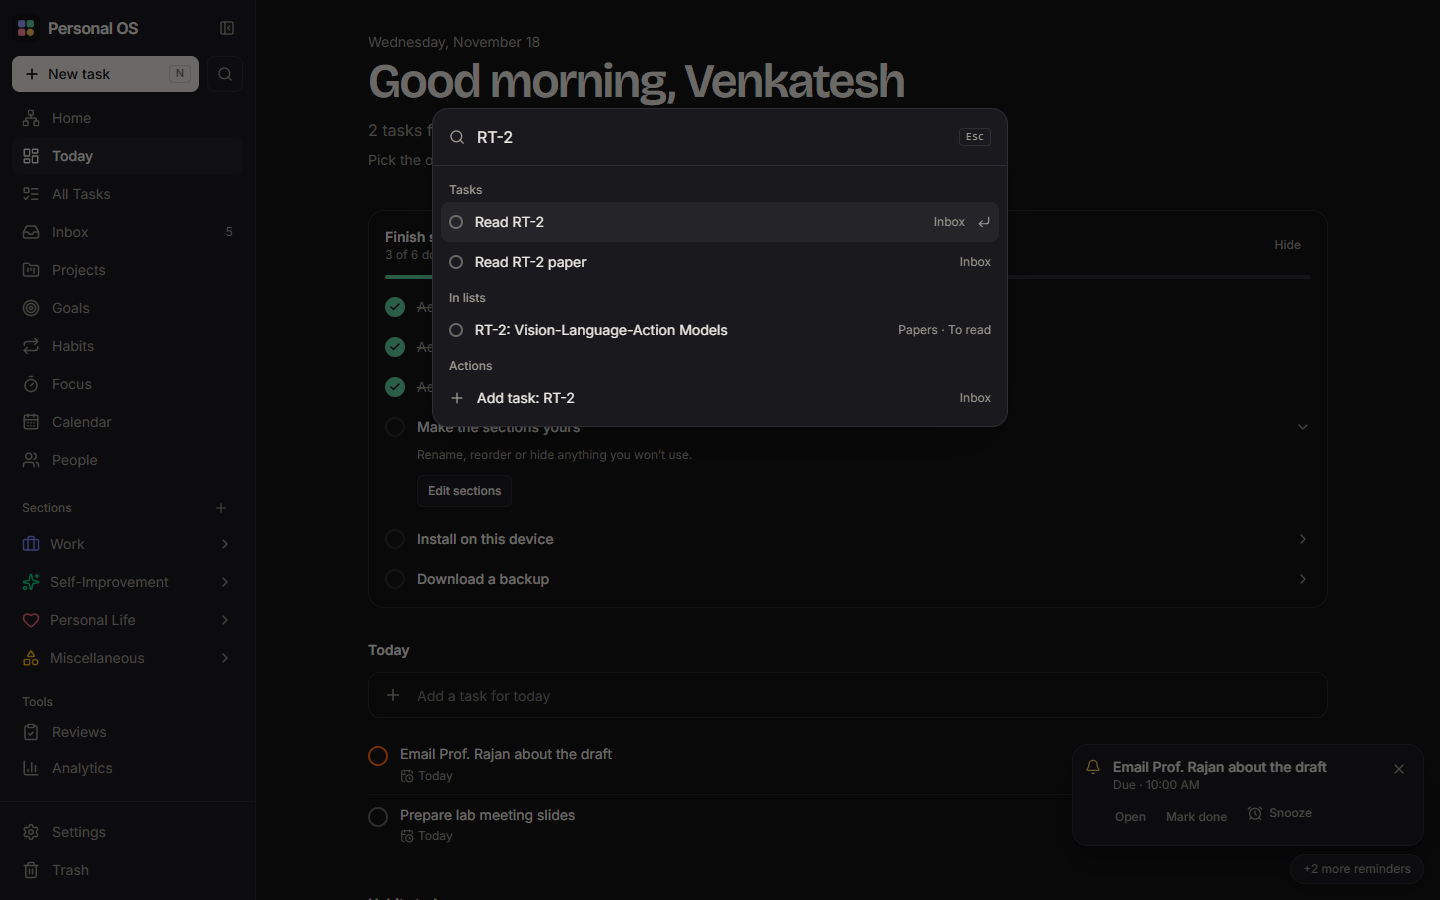 Personal OS
New task N
Home
Today
All Tasks
Inbox 5
Projects
Goals
Habits
Focus
Calendar
People
Sections
Work
Self-Improvement
Personal Life
Miscellaneous
Tools
Reviews
Analytics
Settings
Trash
Wednesday, November 18
Good morning, Venkatesh
2 tasks
Pick the
RT-2 Esc
Tasks
Read RT-2 Inbox
Read RT-2 paper Inbox
In lists
RT-2: Vision-Language-Action Models Papers · To read
Actions
Add task: RT-2 Inbox
Finish
3 of 6
Hide
Make the sections yours
Rename, reorder or hide anything you won't use.
Edit sections
Install on this device
Download a backup
Today
Add a task for today
Email Prof. Rajan about the draft
Today
Prepare lab meeting slides
Today
Email Prof. Rajan about the draft
Due · 10:00 AM
Open Mark done Snooze
+2 more reminders